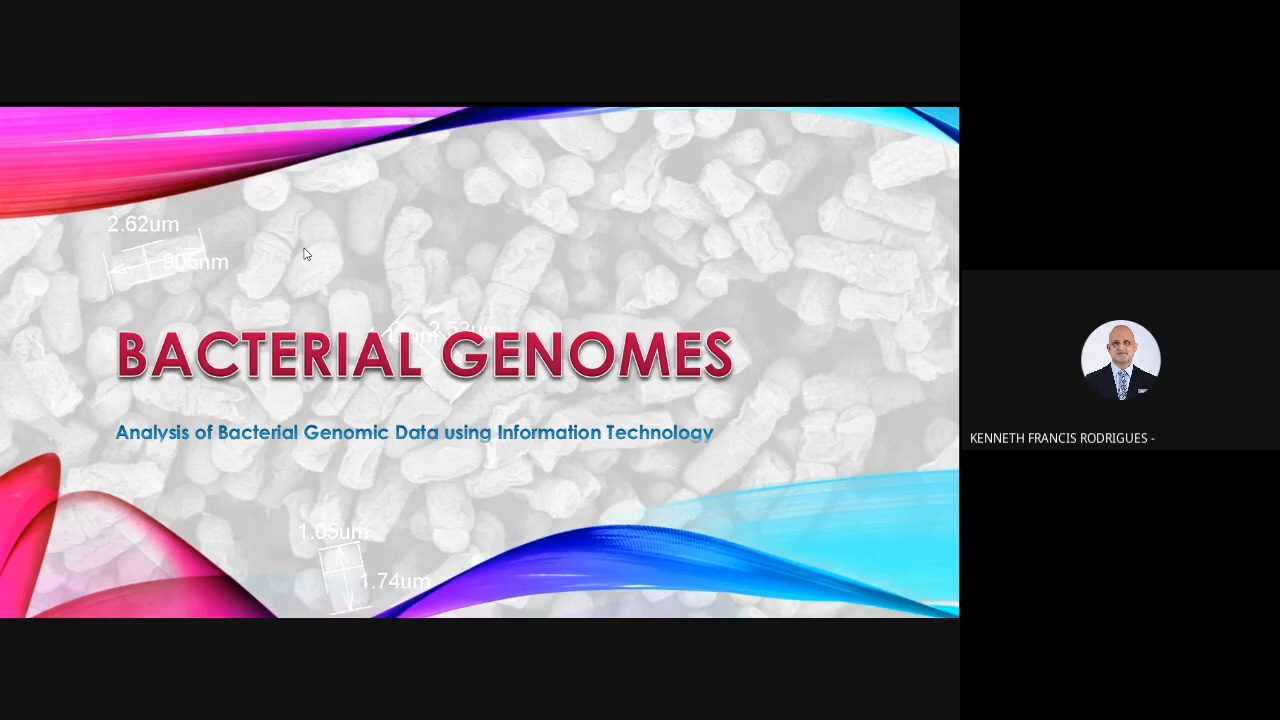 2.62um
905nm
BACTERIAL GENOMES
Analysis of Bacterial Genomic Data using Information Technology
1.05um
1.74um
KENNETH FRANCIS RODRIGUES -